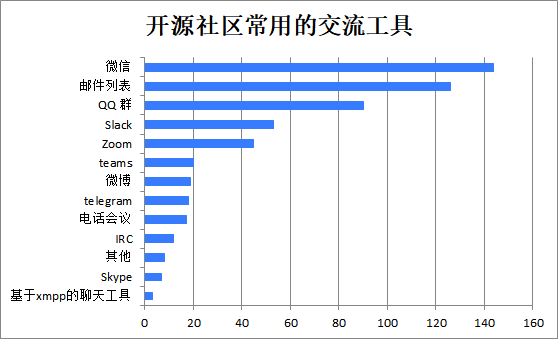 开源社区常用的交流工具
微信
邮件列表
QQ 群
Slack
Zoom
teams
微博
telegram
电话会议
IRC
其他
Skype
基于xmpp的聊天工具
0 20 40 60 80 100 120 140 160